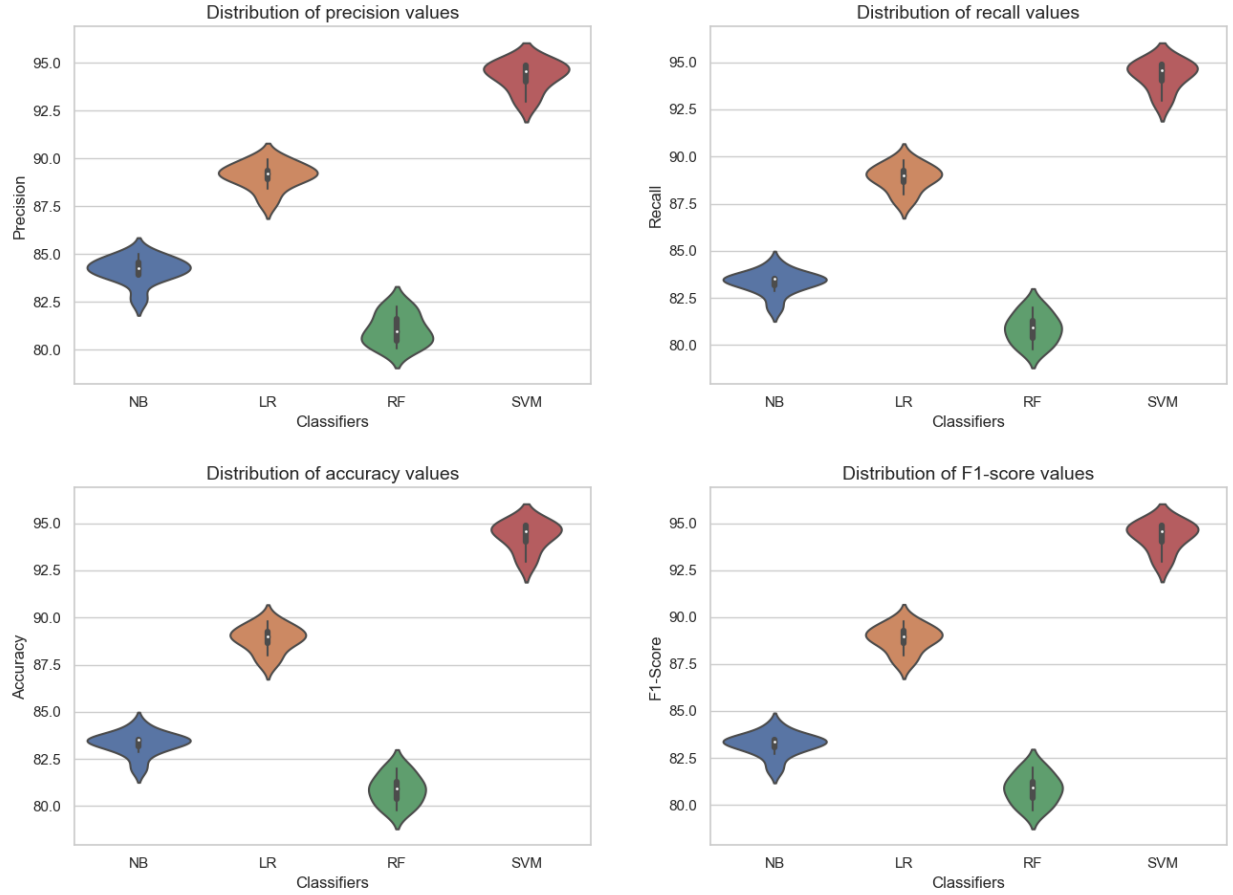 Distribution of precision values
95.0
92.5
90.0
87.5
85.0
82.5
80.0
Precision
NB LR RF SVM
Classifiers
Distribution of recall values
95.0
92.5
90.0
87.5
85.0
82.5
80.0
Recall
NB LR RF SVM
Classifiers
Distribution of accuracy values
95.0
92.5
90.0
87.5
85.0
82.5
80.0
Accuracy
NB LR RF SVM
Classifiers
Distribution of F1-score values
95.0
92.5
90.0
87.5
85.0
82.5
80.0
F1-Score
NB LR RF SVM
Classifiers